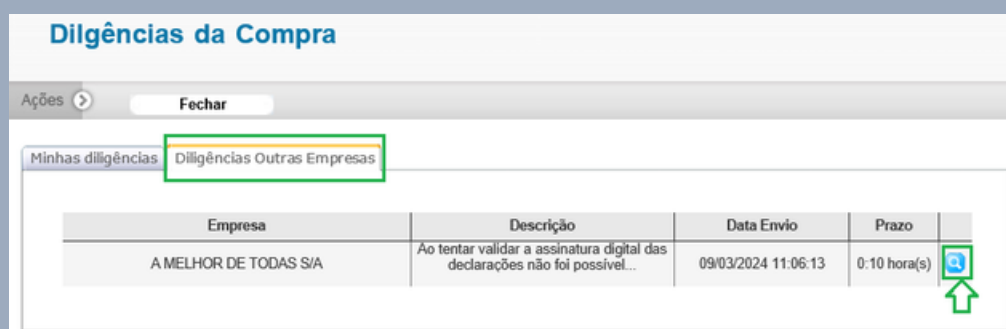 Dilgências da Compra
Ações Fechar
Minhas diligências Diligências Outras Empresas
Empresa Descrição Data Envio Prazo
A MELHOR DE TODAS S/A Ao tentar validar a assinatura digital das 09/03/2024 11:06:13 0:10 hora(s)
declarações não foi possível...